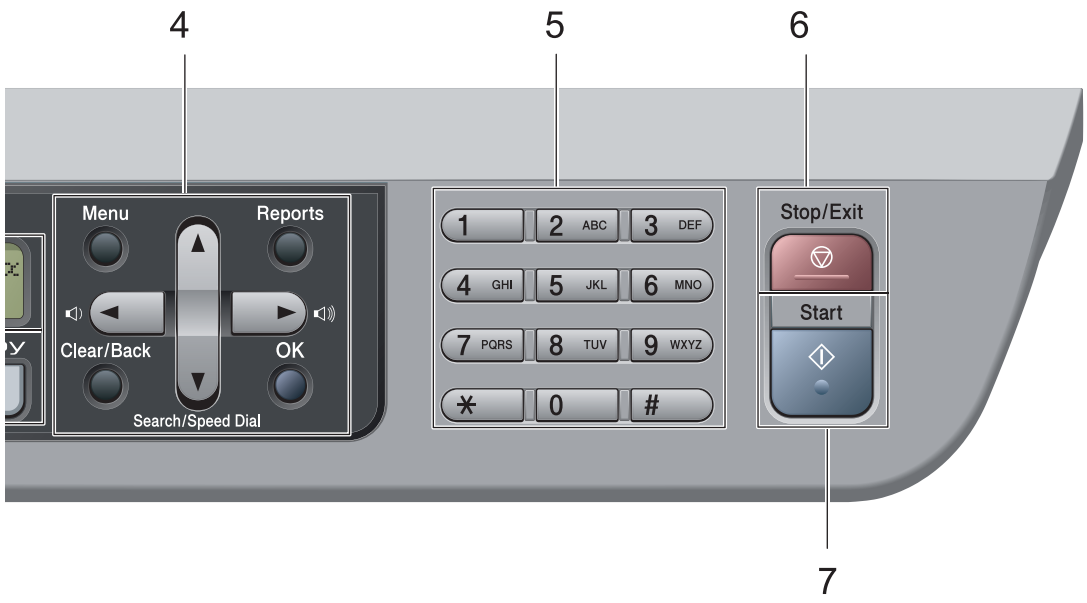 4 5 6
Menu Reports
Stop/Exit
1 2 ABC 3 DEF
4 GHI 5 JKL 6 MNO
Start
Clear/Back OK
7 PQRS 8 TUV 9 WXYZ
* 0 #
Search/Speed Dial
7